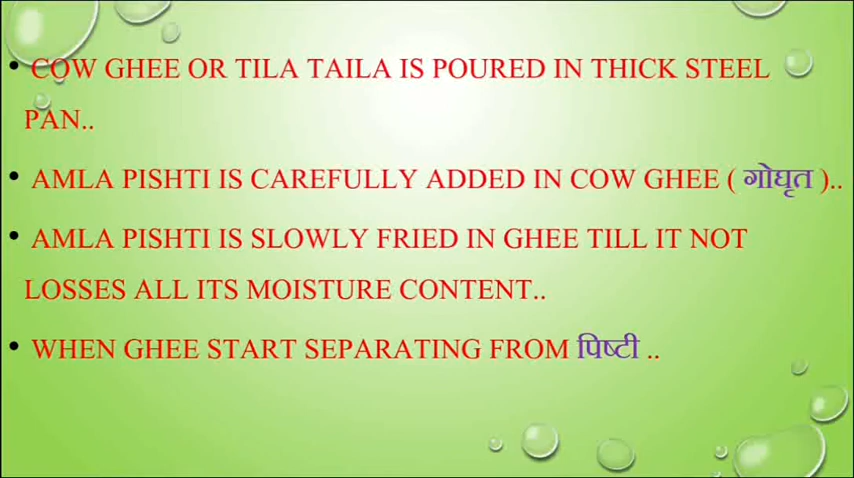 • COW GHEE OR TILA TAILA IS POURED IN THICK STEEL
PAN..
• AMLA PISHTI IS CAREFULLY ADDED IN COW GHEE ( गोघृत )..
• AMLA PISHTI IS SLOWLY FRIED IN GHEE TILL IT NOT
LOSSES ALL ITS MOISTURE CONTENT..
• WHEN GHEE START SEPARATING FROM पिष्टी ..